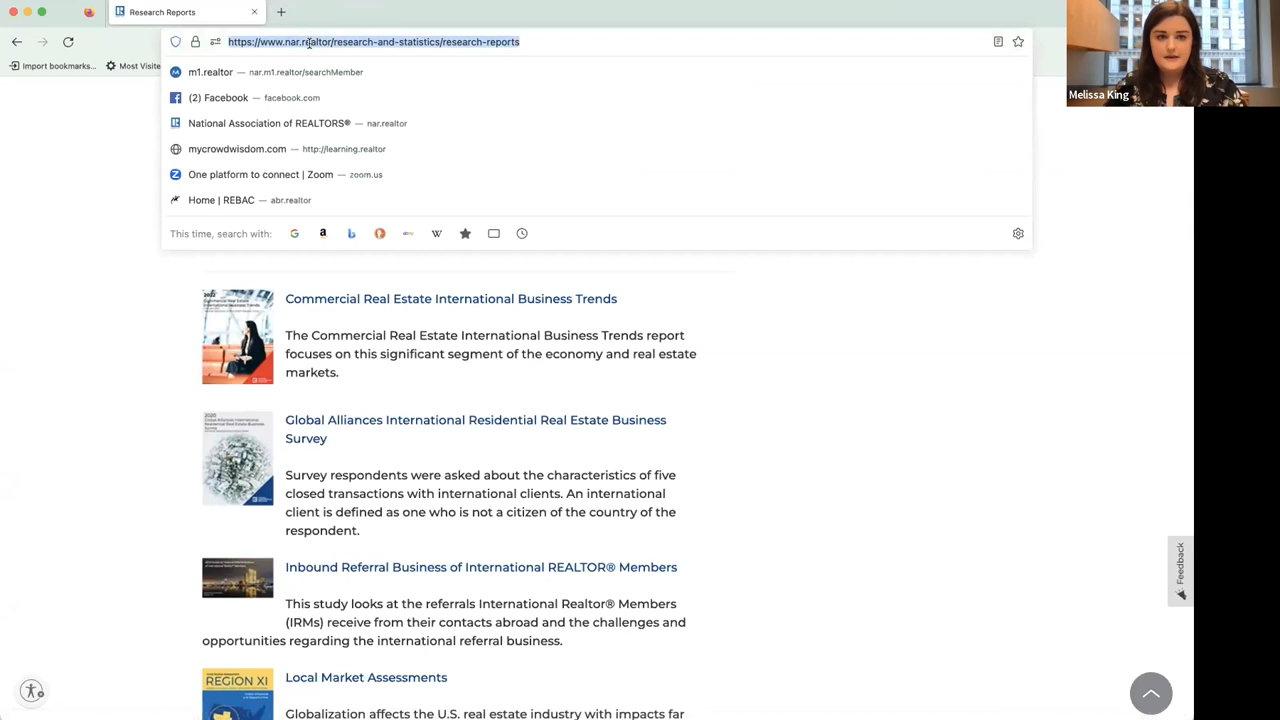 Research Reports
https://www.nar.realtor/research-and-statistics/research-reports
Import bookmarks...
Most Visite
m1.realtor — nar.m1.realtor/searchMember
(2) Facebook — facebook.com
National Association of REALTORS® — nar.realtor
mycrowdwisdom.com — http://learning.realtor
One platform to connect | Zoom — zoom.us
Home | REBAC — abr.realtor
This time, search with:
Melissa King
Commercial Real Estate International Business Trends
The Commercial Real Estate International Business Trends report
focuses on this significant segment of the economy and real estate
markets.
2020
Global Alliances International Residential Real Estate Business
Survey
Survey respondents were asked about the characteristics of five
closed transactions with international clients. An international
client is defined as one who is not a citizen of the country of the
respondent.
Inbound Referral Business of International REALTOR® Members
This study looks at the referrals International Realtor® Members
(IRMs) receive from their contacts abroad and the challenges and
opportunities regarding the international referral business.
REGION XI
Local Market Assessments
Globalization affects the U.S. real estate industry with impacts far
Feedback